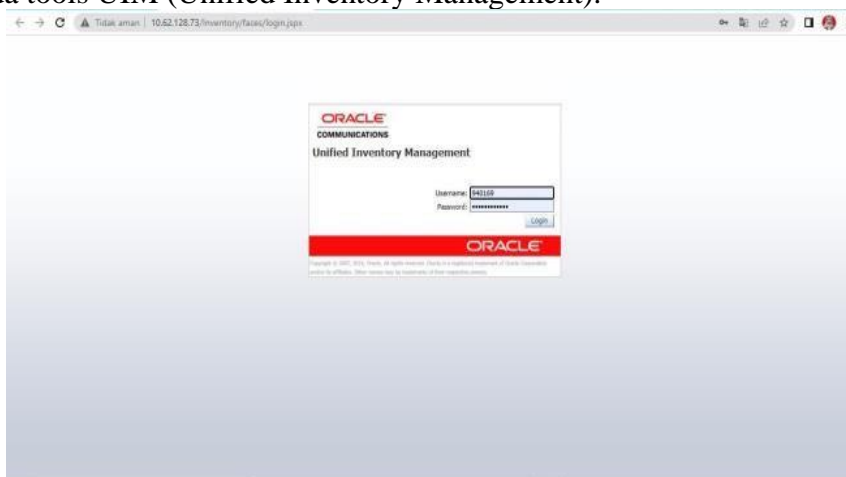 a tools UIM (Unified Inventory Management).
Tidak aman | 10.62.128.73/inventory/faces/login.jspx
ORACLE
COMMUNICATIONS
Unified Inventory Management
Username: 940169
Password: ••••••••••••
Login
ORACLE